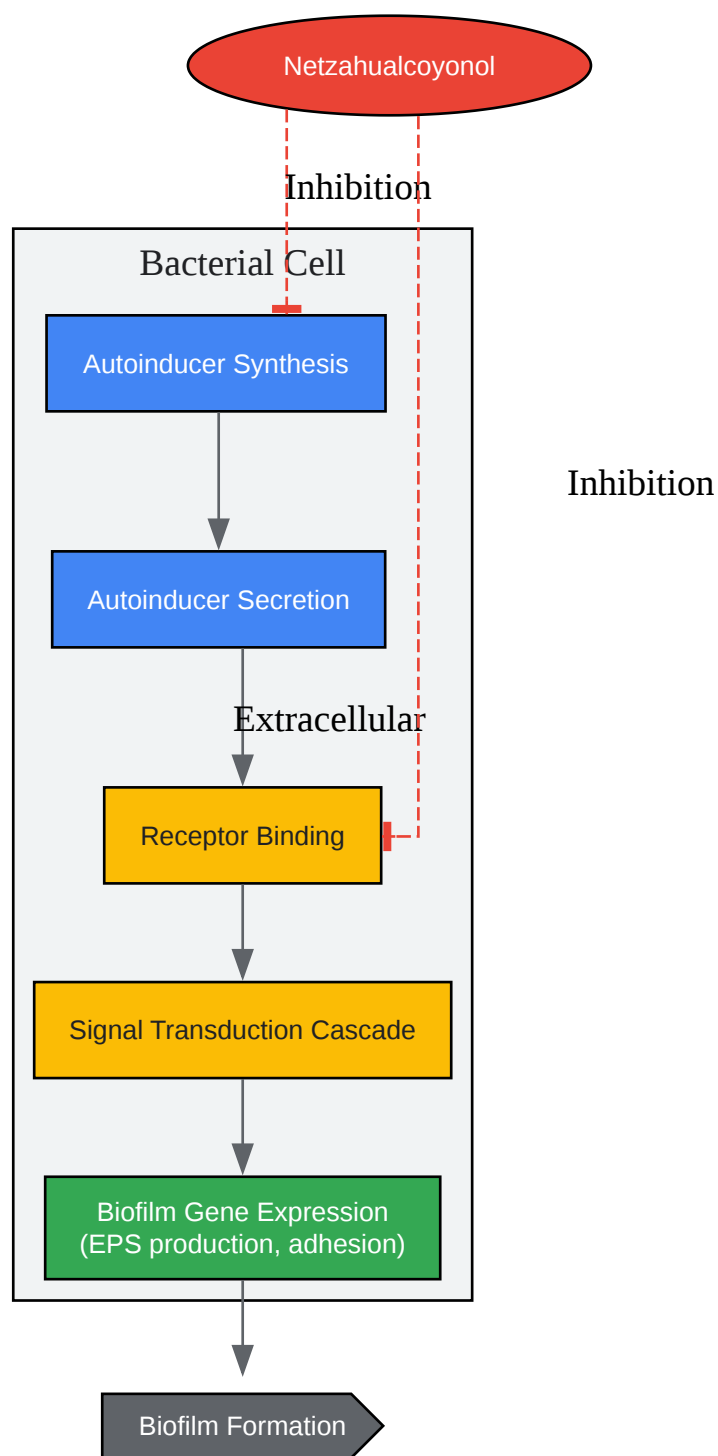 Netzahualcoyonol
Inhibition
Bacterial Cell
Autoinducer Synthesis
Inhibition
Autoinducer Secretion
Extracellular
Receptor Binding
Signal Transduction Cascade
Biofilm Gene Expression
(EPS production, adhesion)
Biofilm Formation